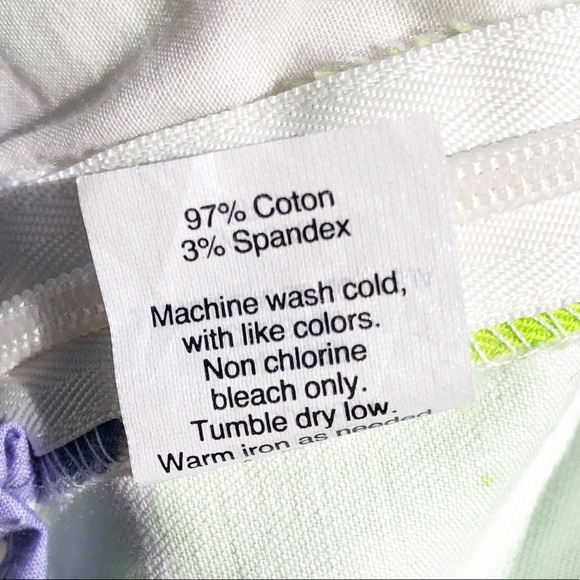 97% Coton
3% Spandex
Machine wash cold,
with like colors.
Non chlorine
bleach only.
Tumble dry low.
Warm iron as needed